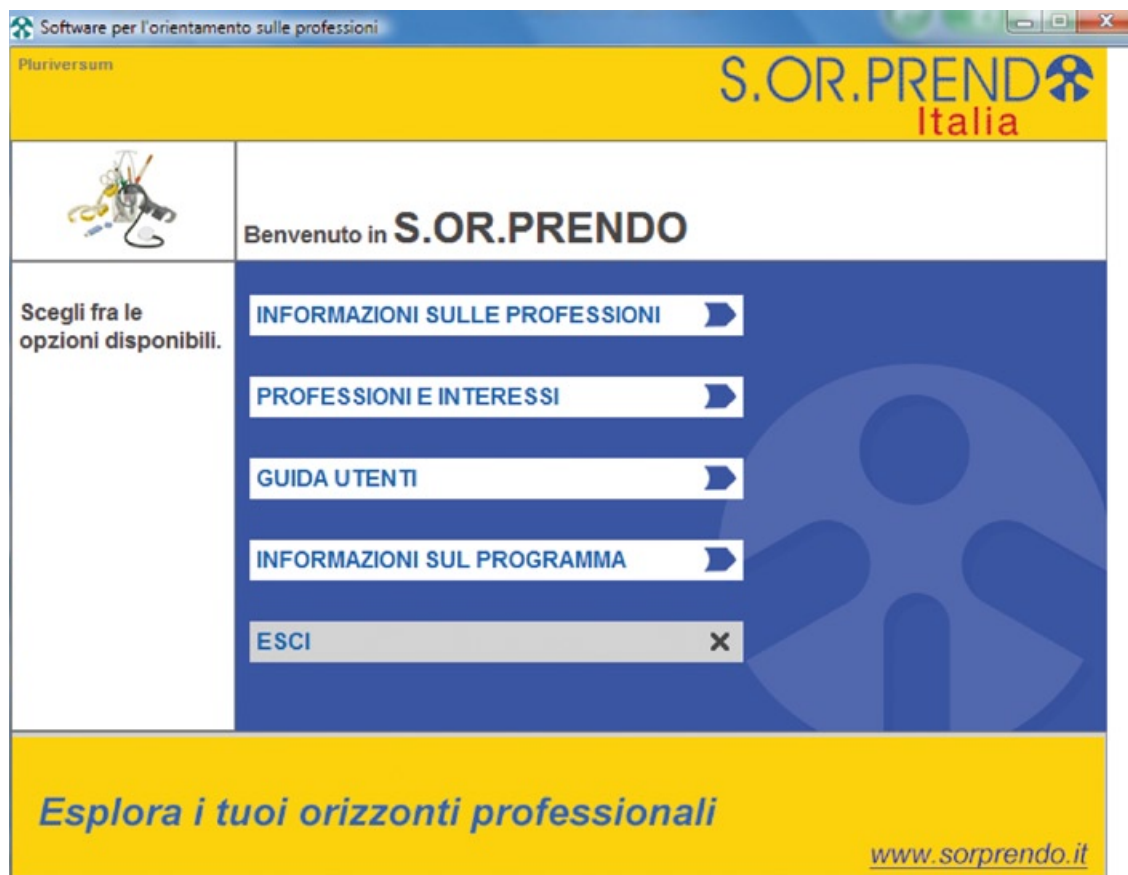 Software per l'orientamento sulle professioni
Pluriversum
S.OR.PRENDO
Italia
Benvenuto in S.OR.PRENDO
Scegli fra le
opzioni disponibili.
INFORMAZIONI SULLE PROFESSIONI
PROFESSIONI E INTERESSI
GUIDA UTENTI
INFORMAZIONI SUL PROGRAMMA
ESCI
Esplora i tuoi orizzonti professionali
www.sorprendo.it